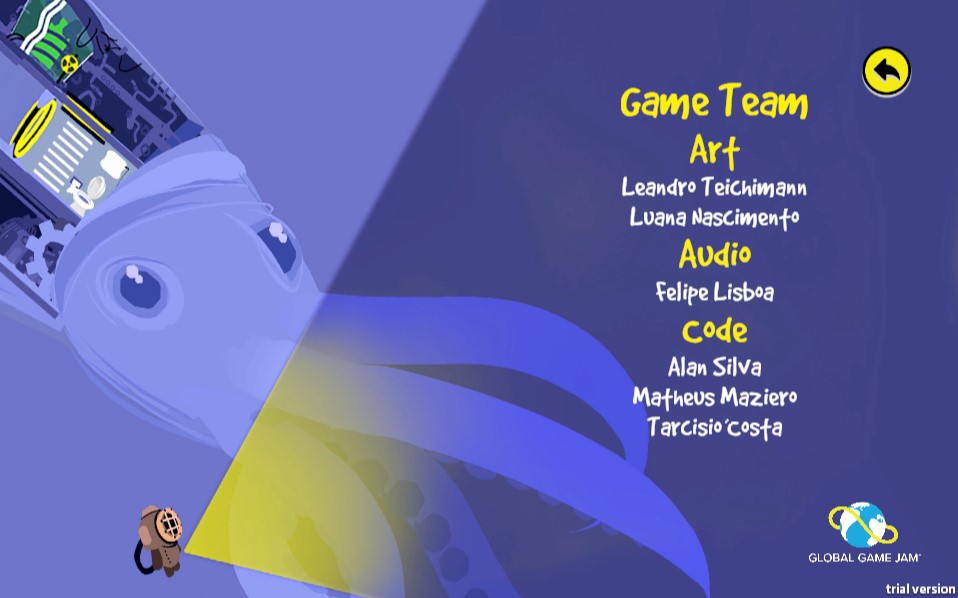 Game Team
Art
Leandro Teichimann
Luana Nascimento
Audio
Felipe Lisboa
Code
Alan Silva
Matheus Maziero
Tarcisio Costa
GLOBAL GAME JAM
trial version